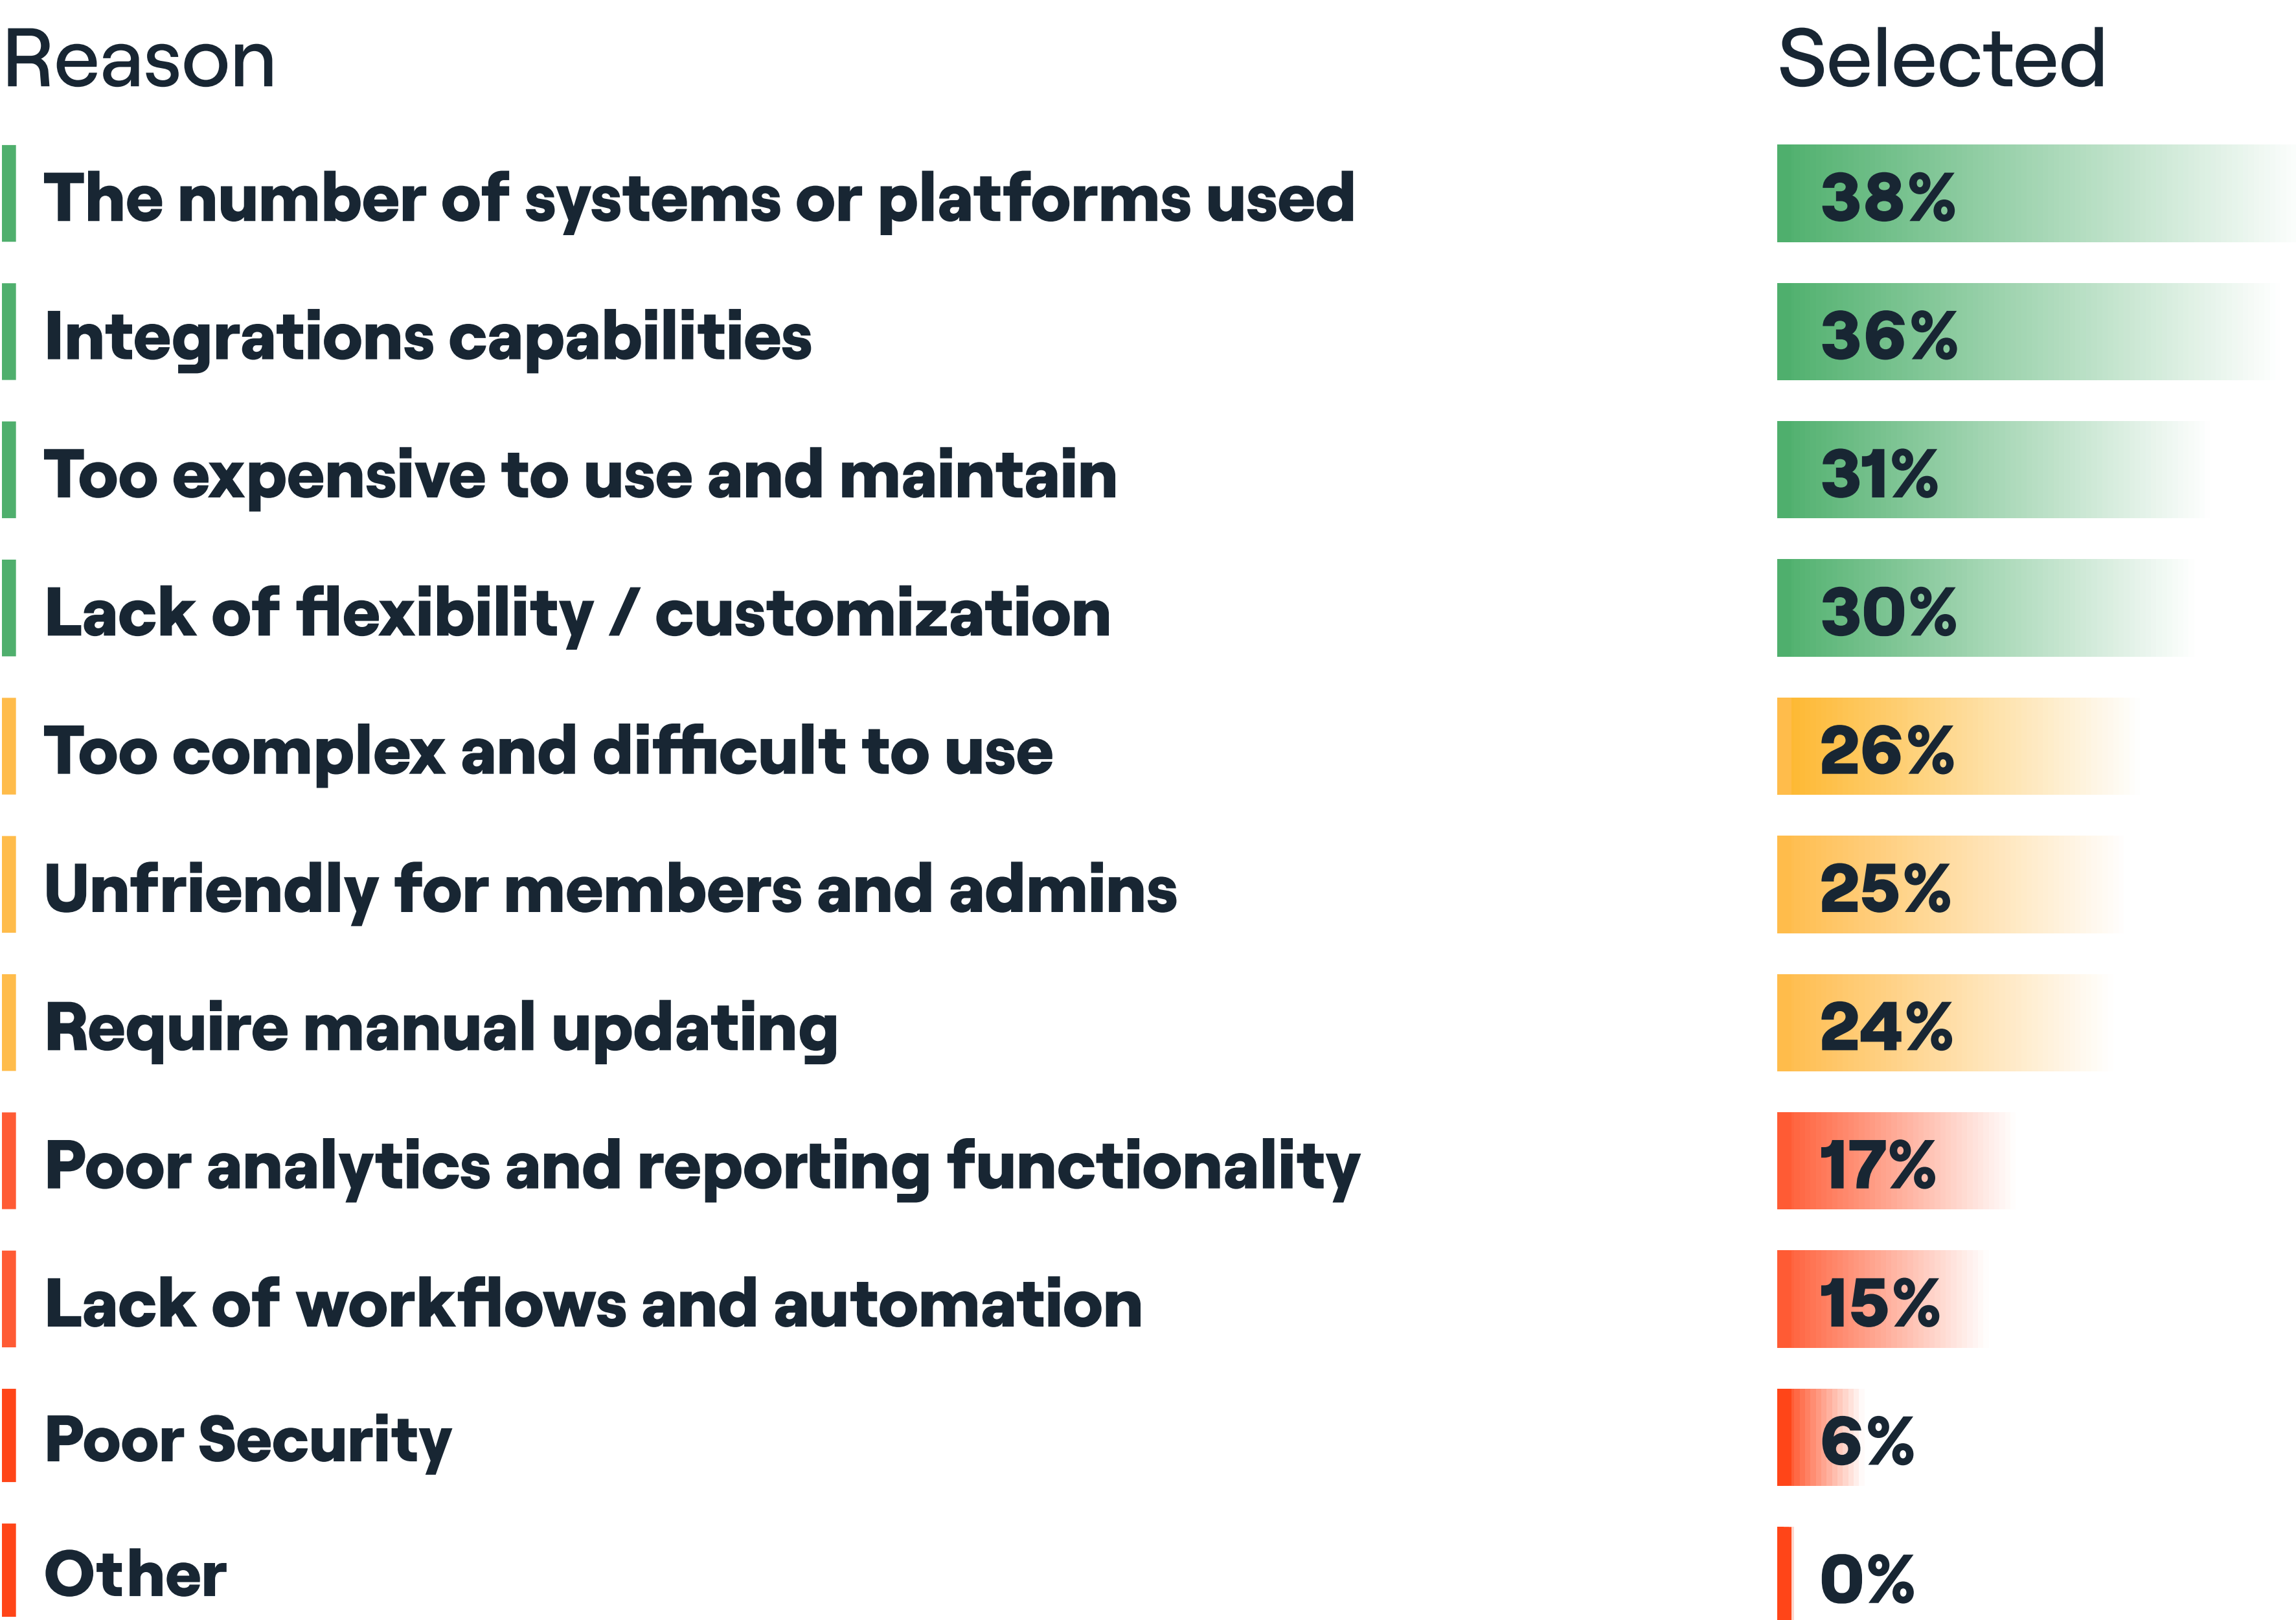 Reason Selected
The number of systems or platforms used 38%
Integrations capabilities 36%
Too expensive to use and maintain 31%
Lack of flexibility / customization 30%
Too complex and difficult to use 26%
Unfriendly for members and admins 25%
Require manual updating 24%
Poor analytics and reporting functionality 17%
Lack of workflows and automation 15%
Poor Security 6%
Other 0%